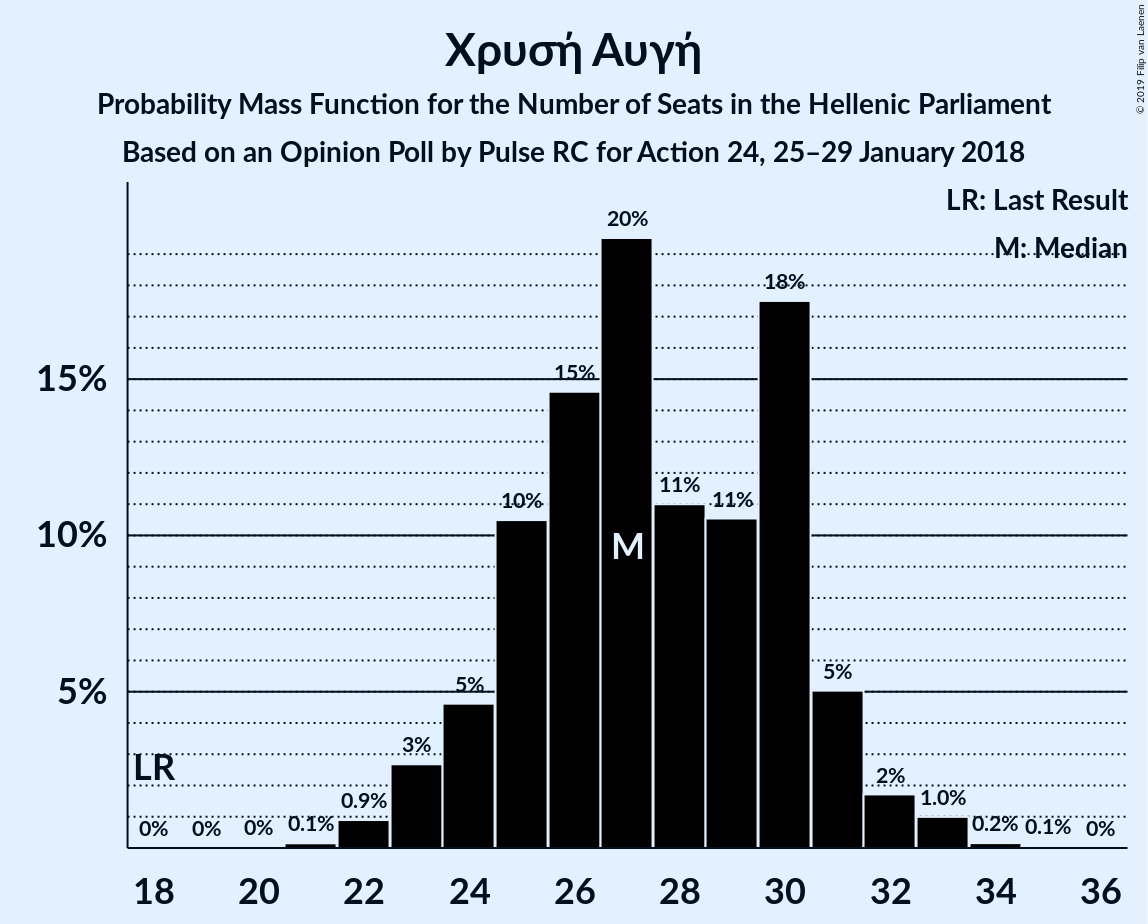 Χρυσή Αυγή
Probability Mass Function for the Number of Seats in the Hellenic Parliament
Based on an Opinion Poll by Pulse RC for Action 24, 25–29 January 2018
© 2019 Filip van Laenen
LR: Last Result
M: Median
15%
10%
5%
0%
0%
0%
0.1%
0.9%
3%
5%
10%
15%
20%
11%
11%
18%
5%
2%
1.0%
0.2%
0.1%
0%
LR
M
18 20 22 24 26 28 30 32 34 36